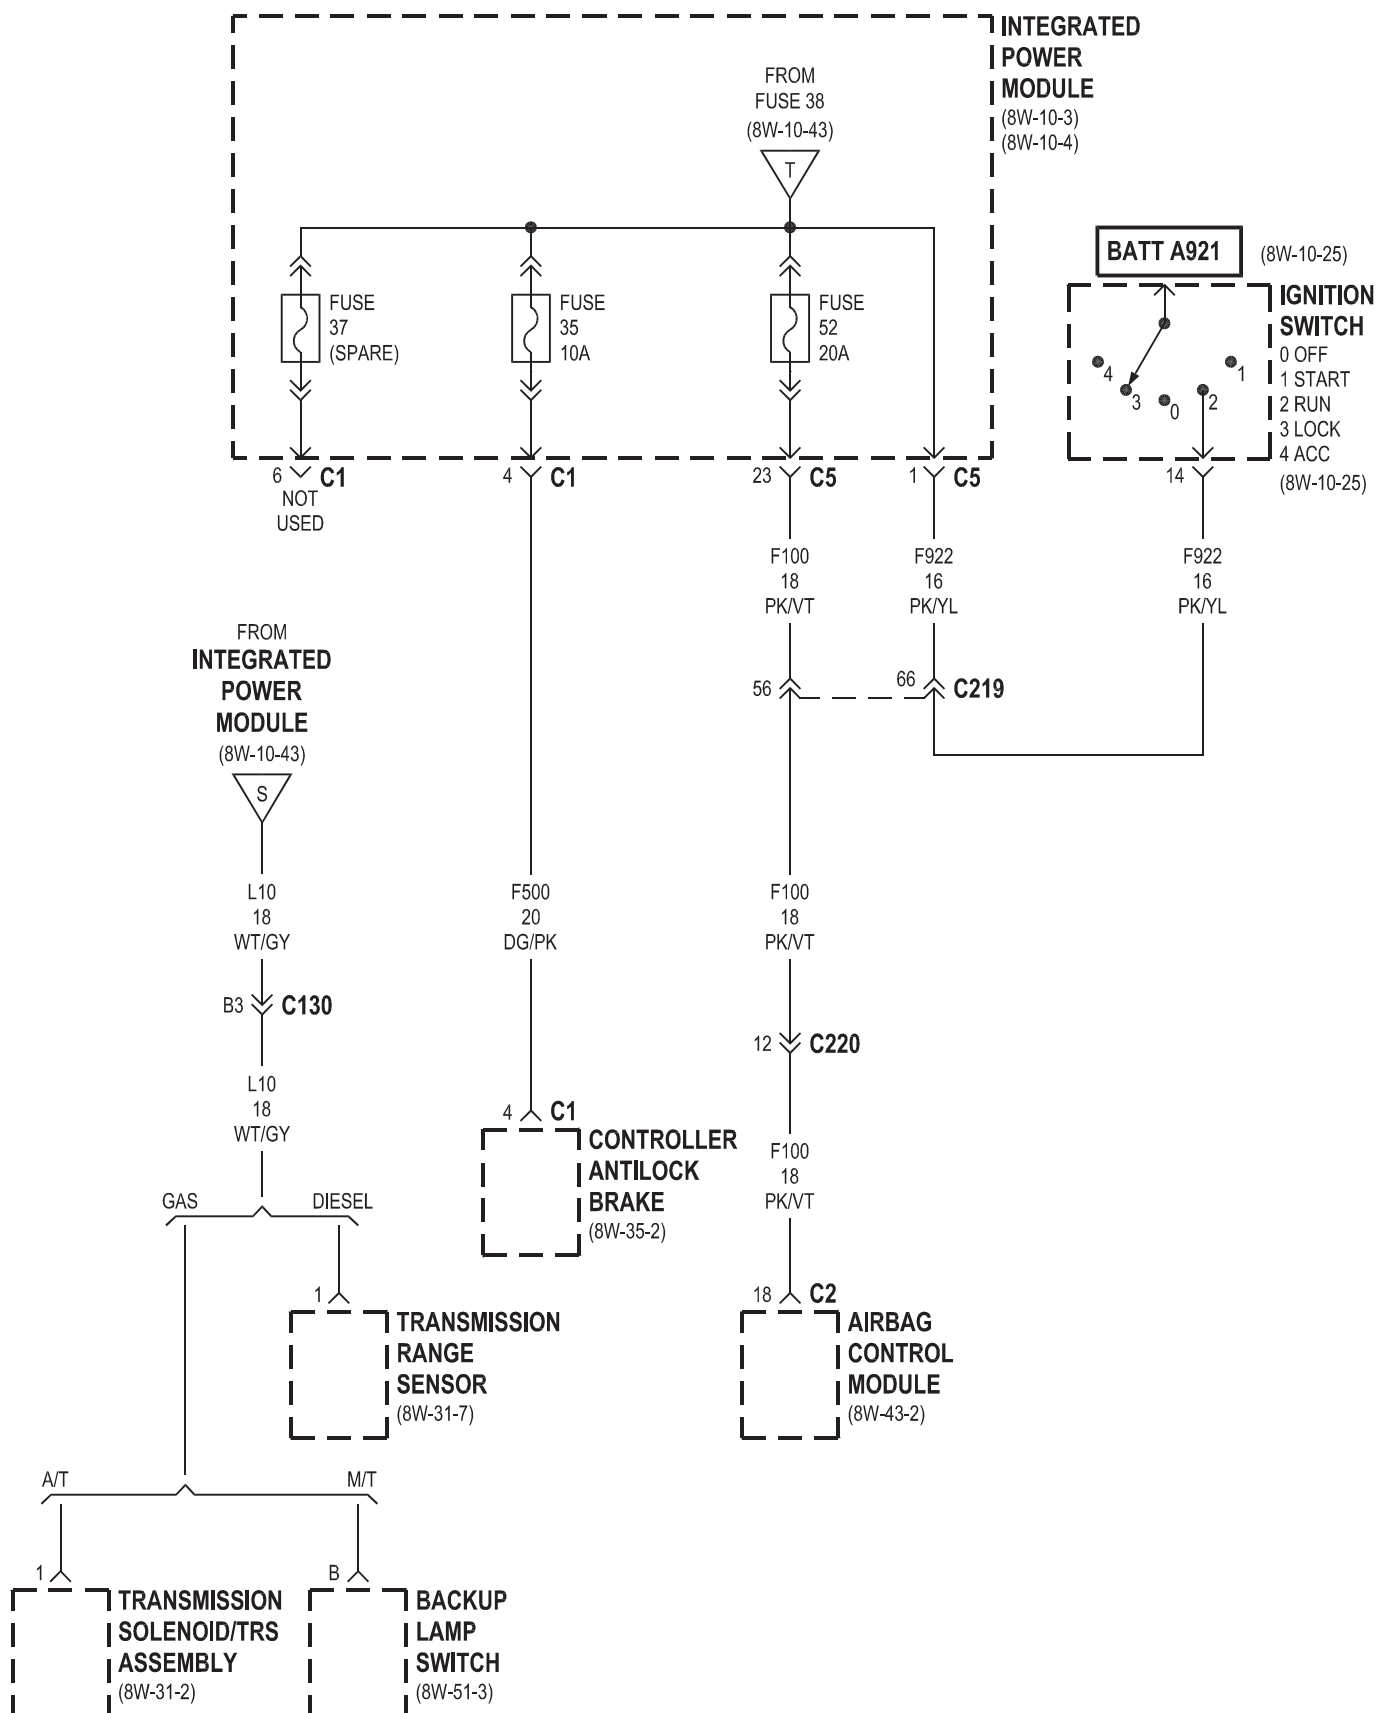 INTEGRATED
POWER
MODULE
(8W-10-3)
(8W-10-4)
FROM
FUSE 38
(8W-10-43)
T
BATT A921
(8W-10-25)
FUSE
37
(SPARE)
FUSE
35
10A
FUSE
52
20A
IGNITION
SWITCH
0 OFF
1 START
2 RUN
3 LOCK
4 ACC
(8W-10-25)
4
3
0
2
1
6
C1
NOT
USED
4
C1
23
C5
1
C5
14
F100
18
PK/VT
F922
16
PK/YL
F922
16
PK/YL
FROM
INTEGRATED
POWER
MODULE
(8W-10-43)
S
56
66
C219
L10
18
WT/GY
F500
20
DG/PK
F100
18
PK/VT
B3
C130
12
C220
L10
18
WT/GY
4
C1
CONTROLLER
ANTILOCK
BRAKE
(8W-35-2)
F100
18
PK/VT
GAS
DIESEL
1
TRANSMISSION
RANGE
SENSOR
(8W-31-7)
18
C2
AIRBAG
CONTROL
MODULE
(8W-43-2)
A/T
M/T
1
TRANSMISSION
SOLENOID/TRS
ASSEMBLY
(8W-31-2)
B
BACKUP
LAMP
SWITCH
(8W-51-3)